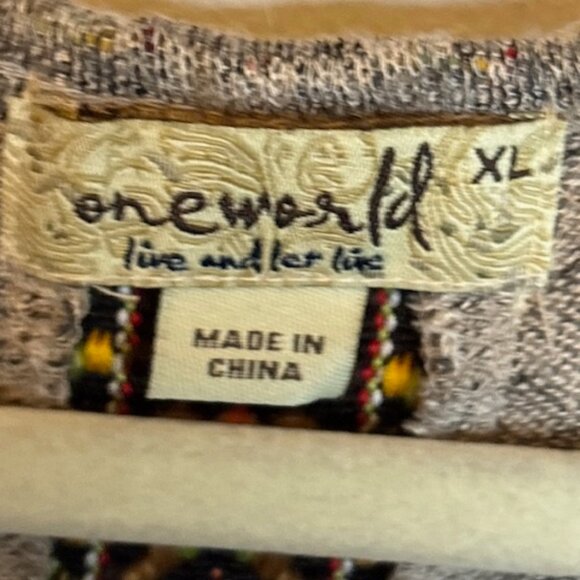 oneworld XL
live and let live
MADE IN
CHINA